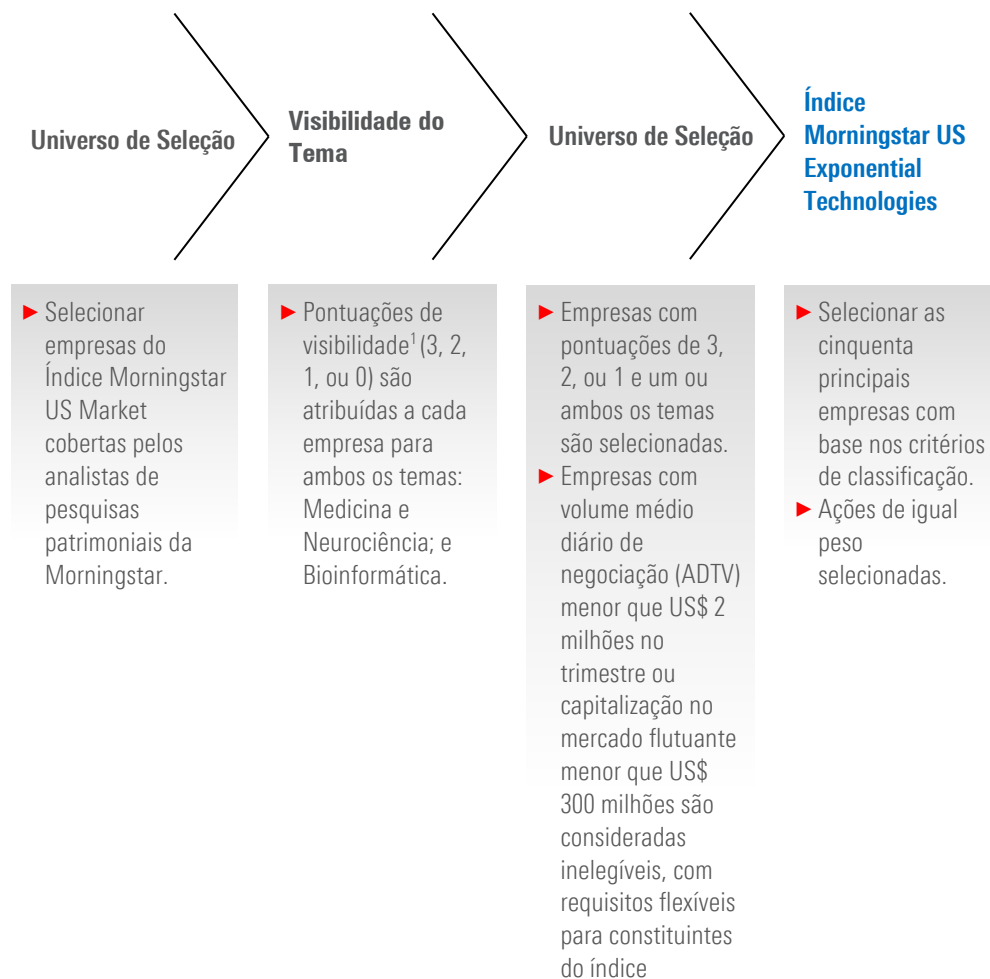 Universo de Seleção
Visibilidade do
Tema
Universo de Seleção
Índice
Morningstar US
Exponential
Technologies
► Selecionar
empresas do
Índice Morningstar
US Market
cobertas pelos
analistas de
pesquisas
patrimoniais da
Morningstar.
► Pontuações de
visibilidade¹ (3, 2,
1, ou 0) são
atribuídas a cada
empresa para
ambos os temas:
Medicina e
Neurociência; e
Bioinformática.
► Empresas com
pontuações de 3,
2, ou 1 e um ou
ambos os temas
são selecionadas.
► Empresas com
volume médio
diário de
negociação (ADTV)
menor que US$ 2
milhões no
trimestre ou
capitalização no
mercado flutuante
menor que US$
300 milhões são
consideradas
inelegíveis, com
requisitos flexíveis
para constituintes
do índice
► Selecionar as
cinquenta
principais
empresas com
base nos critérios
de classificação.
► Ações de igual
peso
selecionadas.